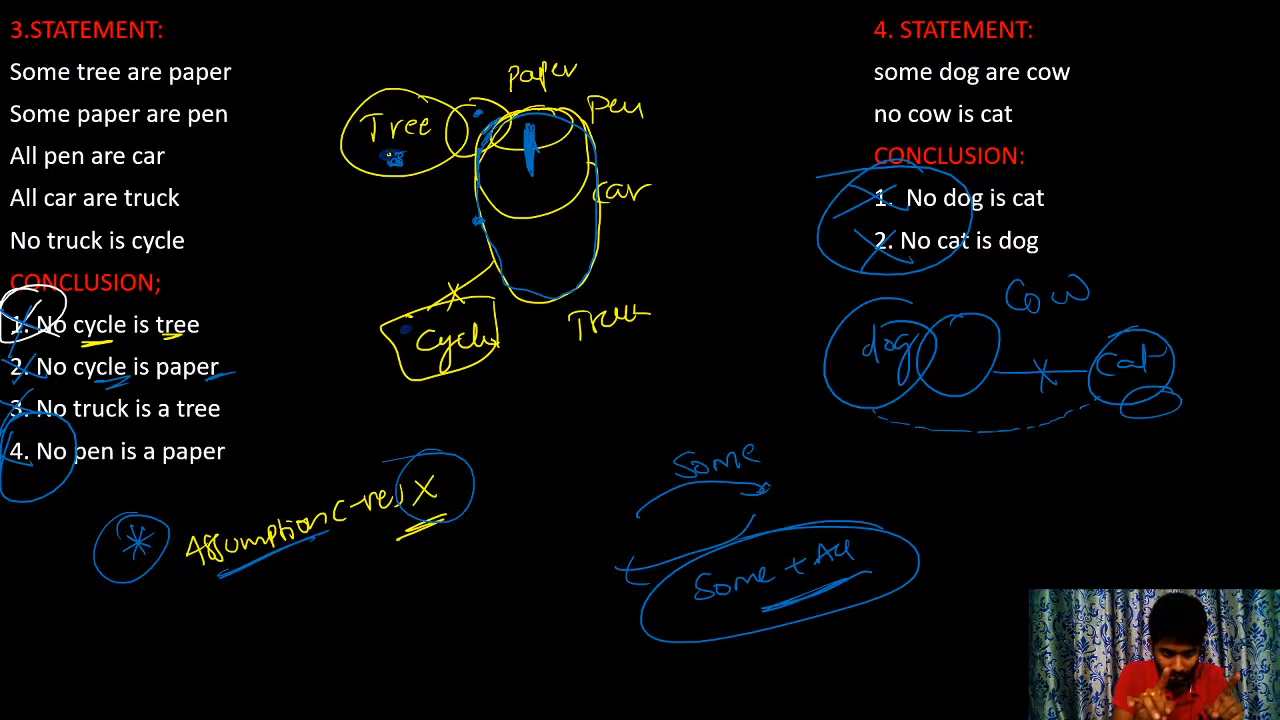 3.STATEMENT:
Some tree are paper
Some paper are pen
All pen are car
All car are truck
No truck is cycle
CONCLUSION;
1. No cycle is tree
2. No cycle is paper
3. No truck is a tree
4. No pen is a paper
paper
Tree
pen
car
Cycle
Assumption C-ve) X
4. STATEMENT:
some dog are cow
no cow is cat
CONCLUSION:
1. No dog is cat
2. No cat is dog
Cow
dog
cat
Some
Some + All